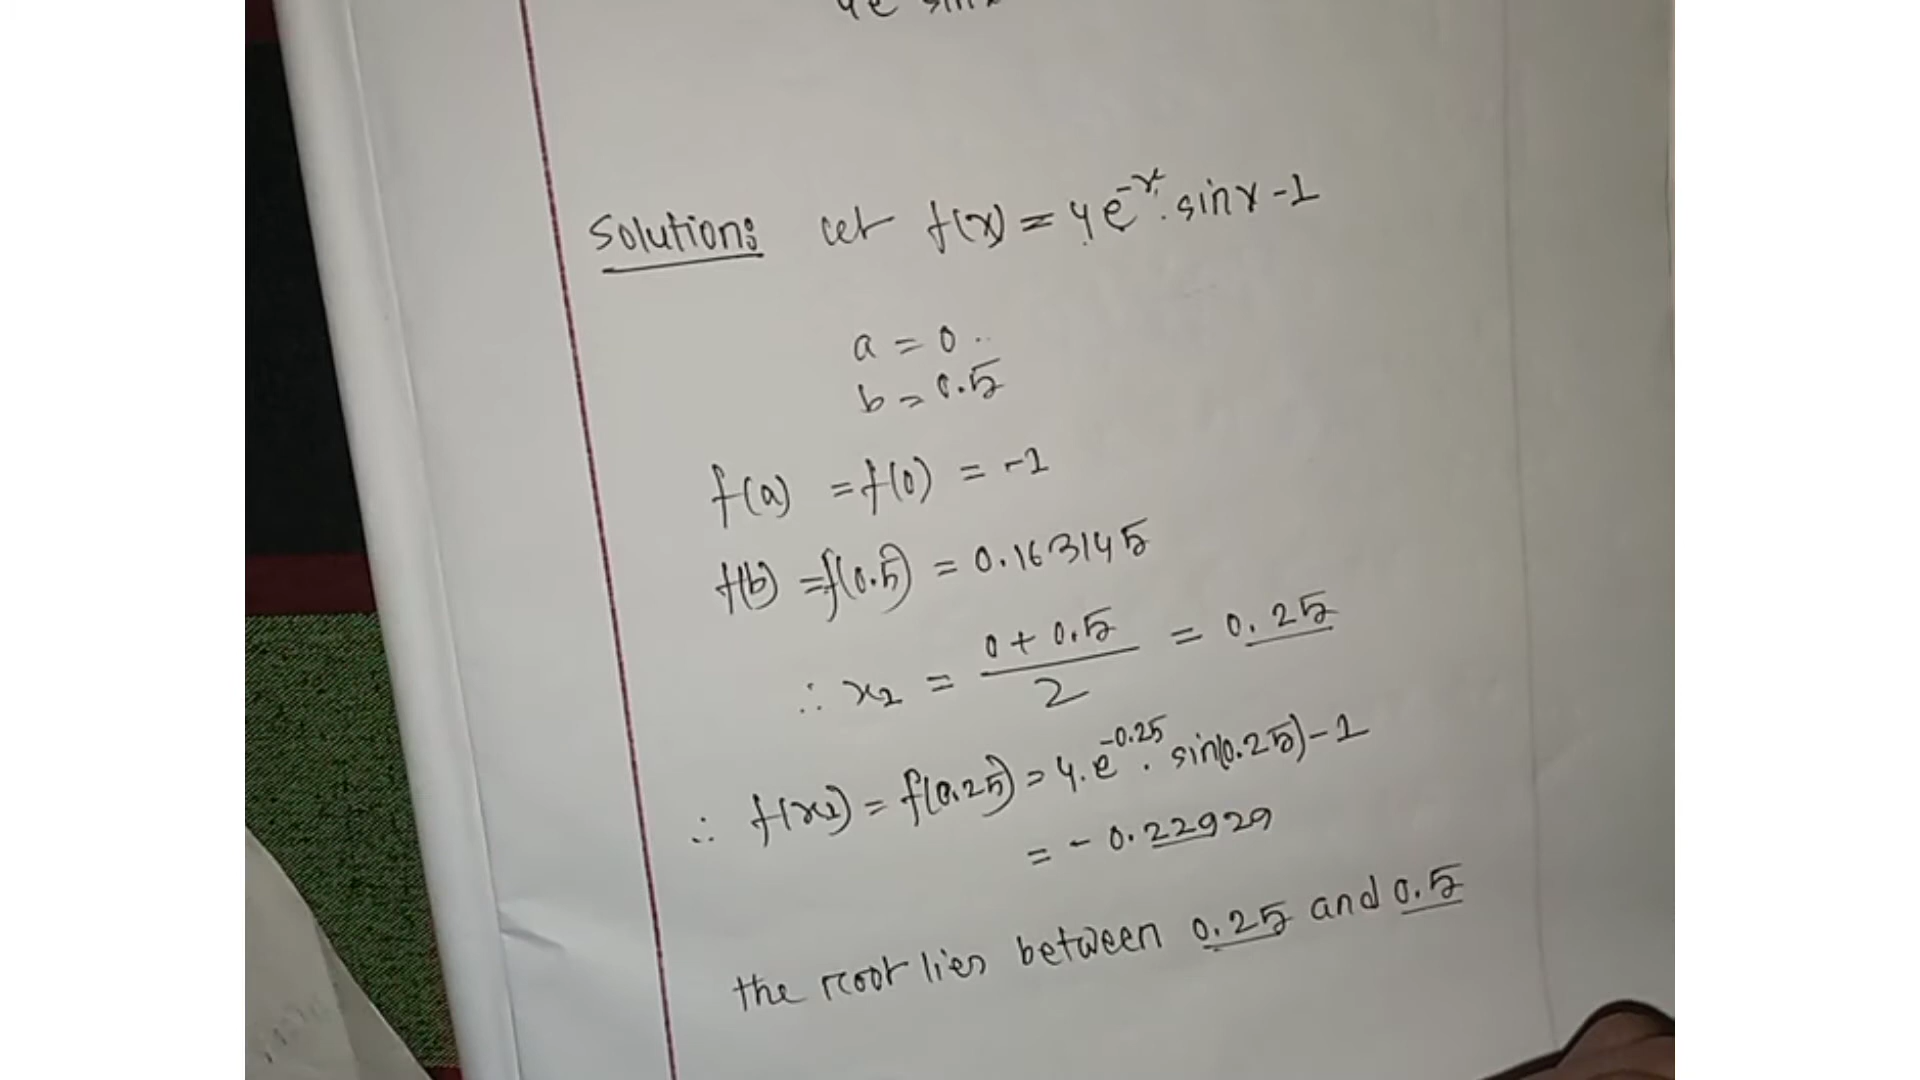 Solution: Let f(x) = 4e^-x. sinx - 1
a = 0
b = 0.5
f(a) = f(0) = -1
f(b) = f(0.5) = 0.163145
∴ x₂ = (0 + 0.5)/2 = 0.25
∴ f(x₂) = f(0.25) = 4.e^-0.25. sin(0.25) - 1
= - 0.22929
the root lies between 0.25 and 0.5